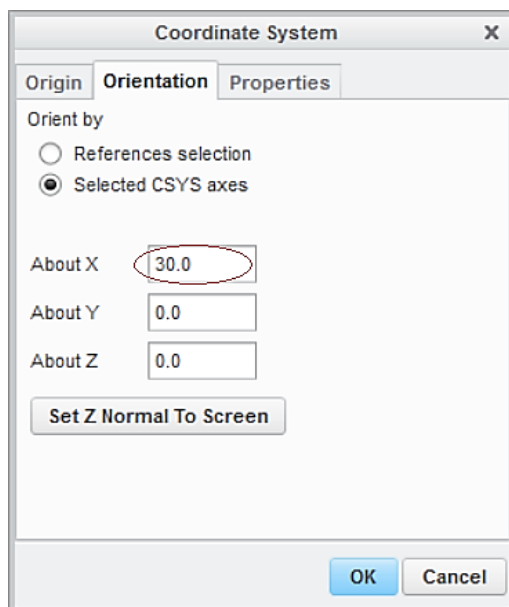 Coordinate System X
Origin Orientation Properties
Orient by
References selection
Selected CSYS axes
About X 30.0
About Y 0.0
About Z 0.0
Set Z Normal To Screen
OK Cancel